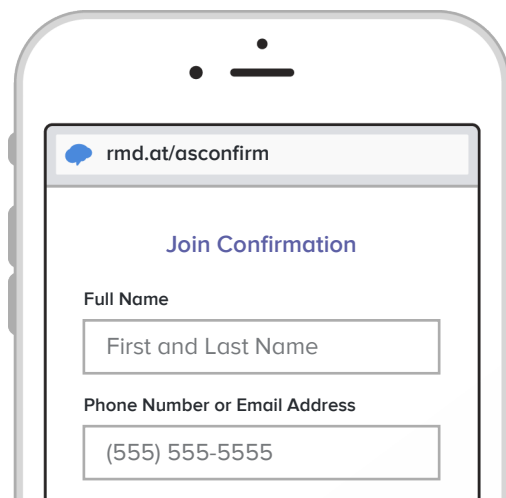 rmd.at/asconfirm
Join Confirmation
Full Name
First and Last Name
Phone Number or Email Address
(555) 555-5555